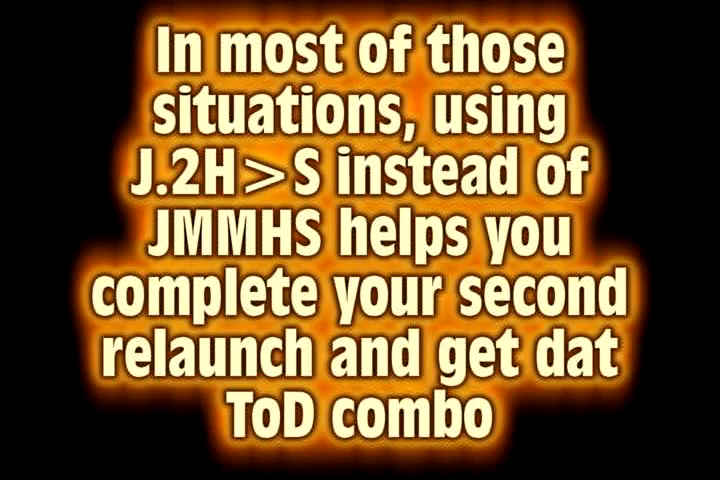 In most of those
situations, using
J.2H>S instead of
JMMHS helps you
complete your second
relaunch and get dat
ToD combo